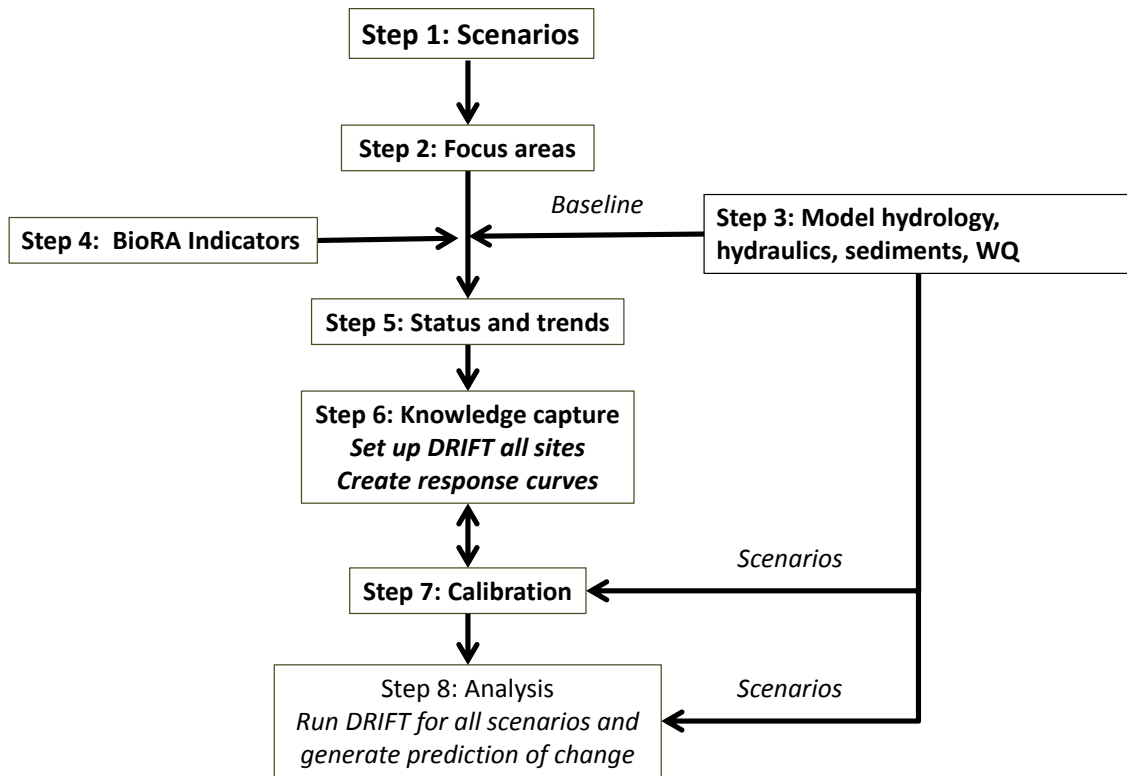 Step 1: Scenarios
Step 2: Focus areas
Baseline
Step 3: Model hydrology,
hydraulics, sediments, WQ
Step 4:  BioRA Indicators
Step 5: Status and trends
Step 6: Knowledge capture
Set up DRIFT all sites
Create response curves
Scenarios
Step 7: Calibration
Step 8: Analysis
Run DRIFT for all scenarios and
generate prediction of change
Scenarios